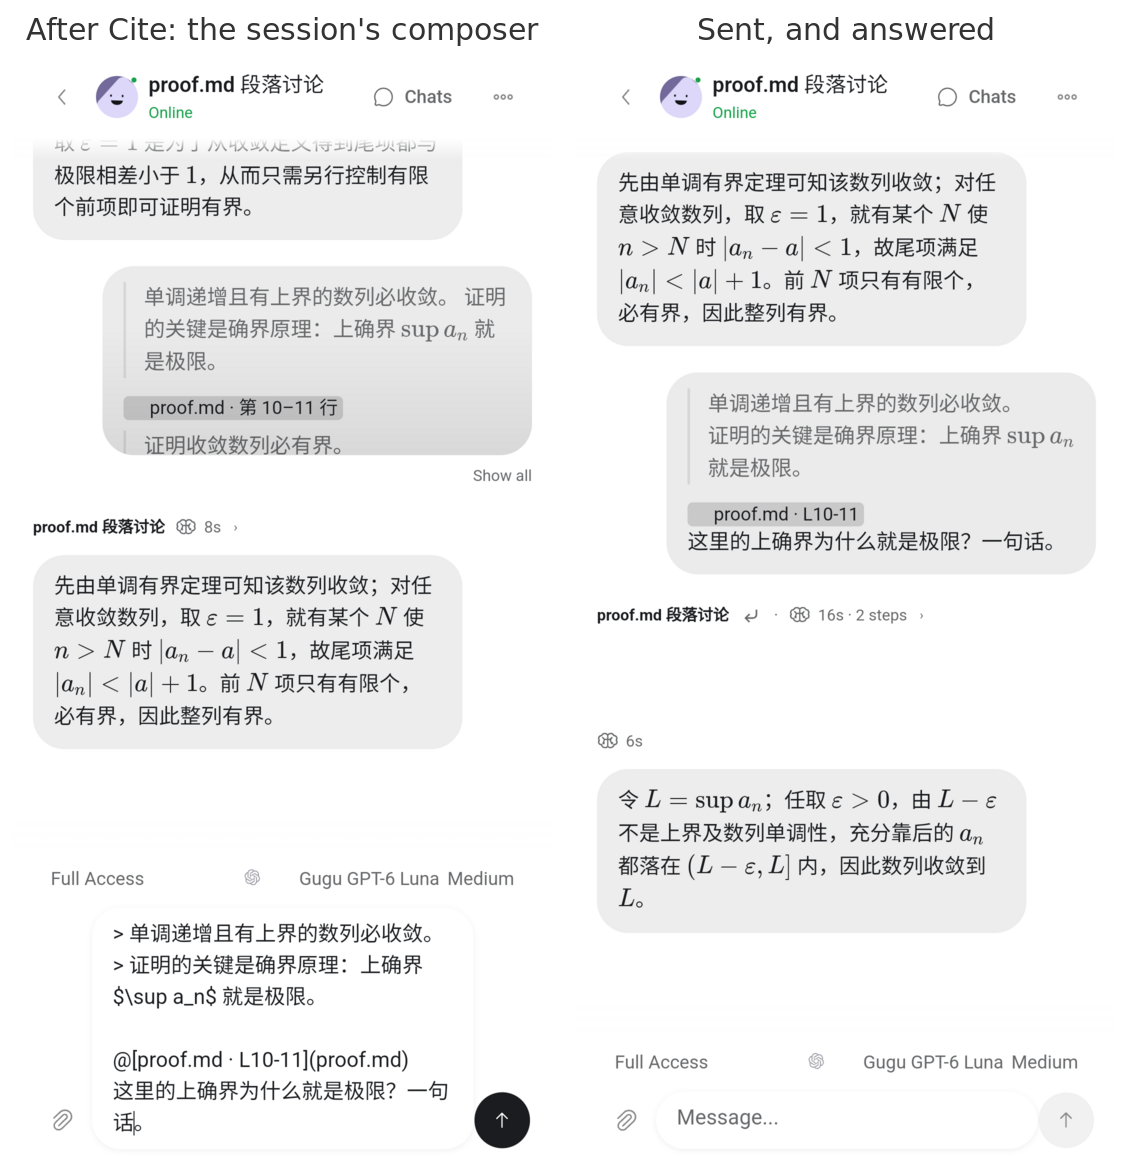 After Cite: the session's composer
proof.md 段落讨论
Online
Chats
取 ε = 1 是为了从收敛定义得到尾项都与
极限相差小于 1，从而只需另行控制有限
个前项即可证明有界。
单调递增且有上界的数列必收敛。 证明
的关键是确界原理：上确界 sup aₙ 就
是极限。
proof.md · 第 10–11 行
证明收敛数列必有界。
Show all
proof.md 段落讨论 8s ›
先由单调有界定理可知该数列收敛；对任
意收敛数列，取 ε = 1，就有某个 N 使
n > N 时 |aₙ − a| < 1，故尾项满足
|aₙ| < |a| + 1。前 N 项只有有限个，
必有界，因此整列有界。
Full Access
Gugu GPT-6 Luna Medium
> 单调递增且有上界的数列必收敛。
> 证明的关键是确界原理：上确界
$\sup a_n$ 就是极限。
@[proof.md · L10-11](proof.md)
这里的上确界为什么就是极限？一句
话。
Sent, and answered
proof.md 段落讨论
Online
Chats
先由单调有界定理可知该数列收敛；对任
意收敛数列，取 ε = 1，就有某个 N 使
n > N 时 |aₙ − a| < 1，故尾项满足
|aₙ| < |a| + 1。前 N 项只有有限个，
必有界，因此整列有界。
单调递增且有上界的数列必收敛。
证明的关键是确界原理：上确界 sup aₙ
就是极限。
proof.md · L10-11
这里的上确界为什么就是极限？一句话。
proof.md 段落讨论 · 16s · 2 steps ›
6s
令 L = sup aₙ；任取 ε > 0，由 L − ε
不是上界及数列单调性，充分靠后的 aₙ
都落在 (L − ε, L] 内，因此数列收敛到
L。
Full Access
Gugu GPT-6 Luna Medium
Message...